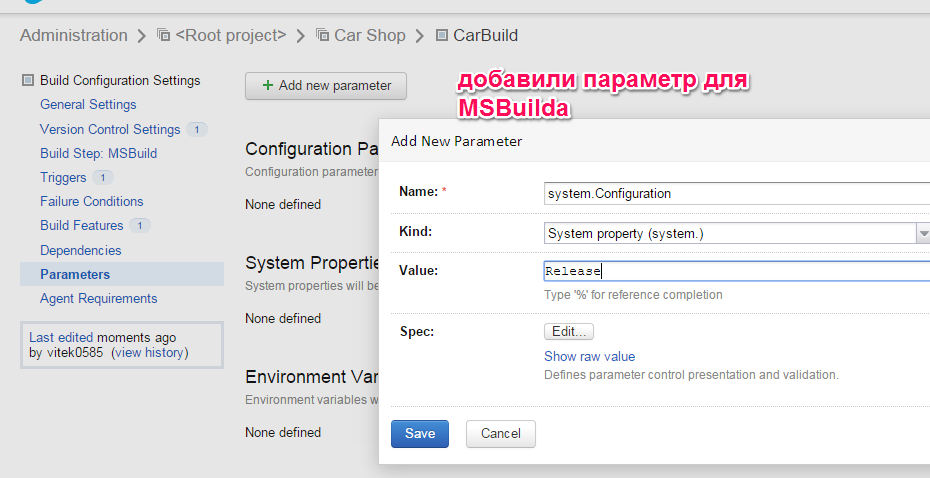 Administration > <Root project> > Car Shop > CarBuild
Build Configuration Settings
General Settings
Version Control Settings 1
Build Step: MSBuild
Triggers 1
Failure Conditions
Build Features 1
Dependencies
Parameters
Agent Requirements
Last edited moments ago
by vitek0585 (view history)
+ Add new parameter
добавили параметр для
MSBuilda
Configuration Pa
Configuration parameter
None defined
System Propertie
System properties will be
None defined
Environment Var
Environment variables w
None defined
Add New Parameter
Name: *
system.Configuration
Kind:
System property (system.)
Value:
Release
Type '%' for reference completion
Spec:
Edit...
Show raw value
Defines parameter control presentation and validation.
Save
Cancel